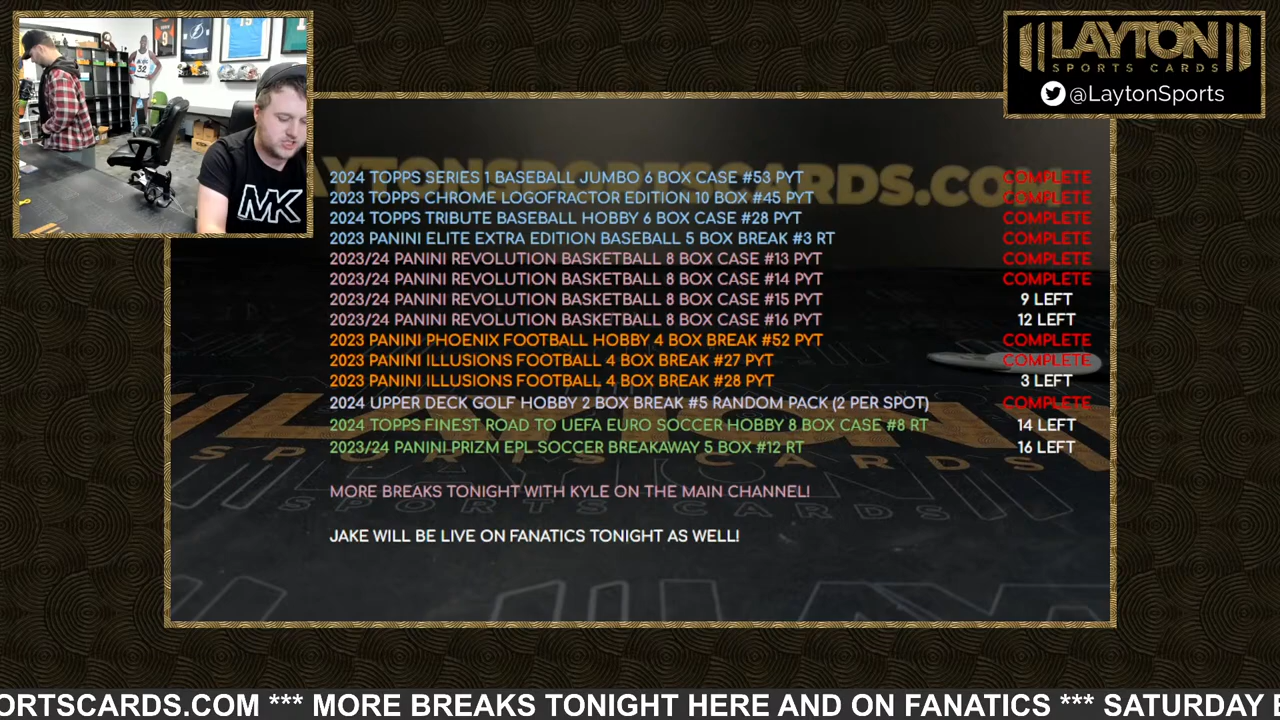 LAYTON
SPORTS CARDS
@LaytonSports
MK
LAYTONSPORTSCARDS.CO
2024 TOPPS SERIES 1 BASEBALL JUMBO 6 BOX CASE #53 PYT COMPLETE
2023 TOPPS CHROME LOGOFRACTOR EDITION 10 BOX #45 PYT COMPLETE
2024 TOPPS TRIBUTE BASEBALL HOBBY 6 BOX CASE #28 PYT COMPLETE
2023 PANINI ELITE EXTRA EDITION BASEBALL 5 BOX BREAK #3 RT COMPLETE
2023/24 PANINI REVOLUTION BASKETBALL 8 BOX CASE #13 PYT COMPLETE
2023/24 PANINI REVOLUTION BASKETBALL 8 BOX CASE #14 PYT COMPLETE
2023/24 PANINI REVOLUTION BASKETBALL 8 BOX CASE #15 PYT 9 LEFT
2023/24 PANINI REVOLUTION BASKETBALL 8 BOX CASE #16 PYT 12 LEFT
2023 PANINI PHOENIX FOOTBALL HOBBY 4 BOX BREAK #52 PYT COMPLETE
2023 PANINI ILLUSIONS FOOTBALL 4 BOX BREAK #27 PYT COMPLETE
2023 PANINI ILLUSIONS FOOTBALL 4 BOX BREAK #28 PYT 3 LEFT
2024 UPPER DECK GOLF HOBBY 2 BOX BREAK #5 RANDOM PACK (2 PER SPOT) COMPLETE
2024 TOPPS FINEST ROAD TO UEFA EURO SOCCER HOBBY 8 BOX CASE #8 RT 14 LEFT
2023/24 PANINI PRIZM EPL SOCCER BREAKAWAY 5 BOX #12 RT 16 LEFT
LAYTON
SPORTS CARDS
MORE BREAKS TONIGHT WITH KYLE ON THE MAIN CHANNEL!
JAKE WILL BE LIVE ON FANATICS TONIGHT AS WELL!
ORTSCARDS.COM *** MORE BREAKS TONIGHT HERE AND ON FANATICS *** SATURDAY